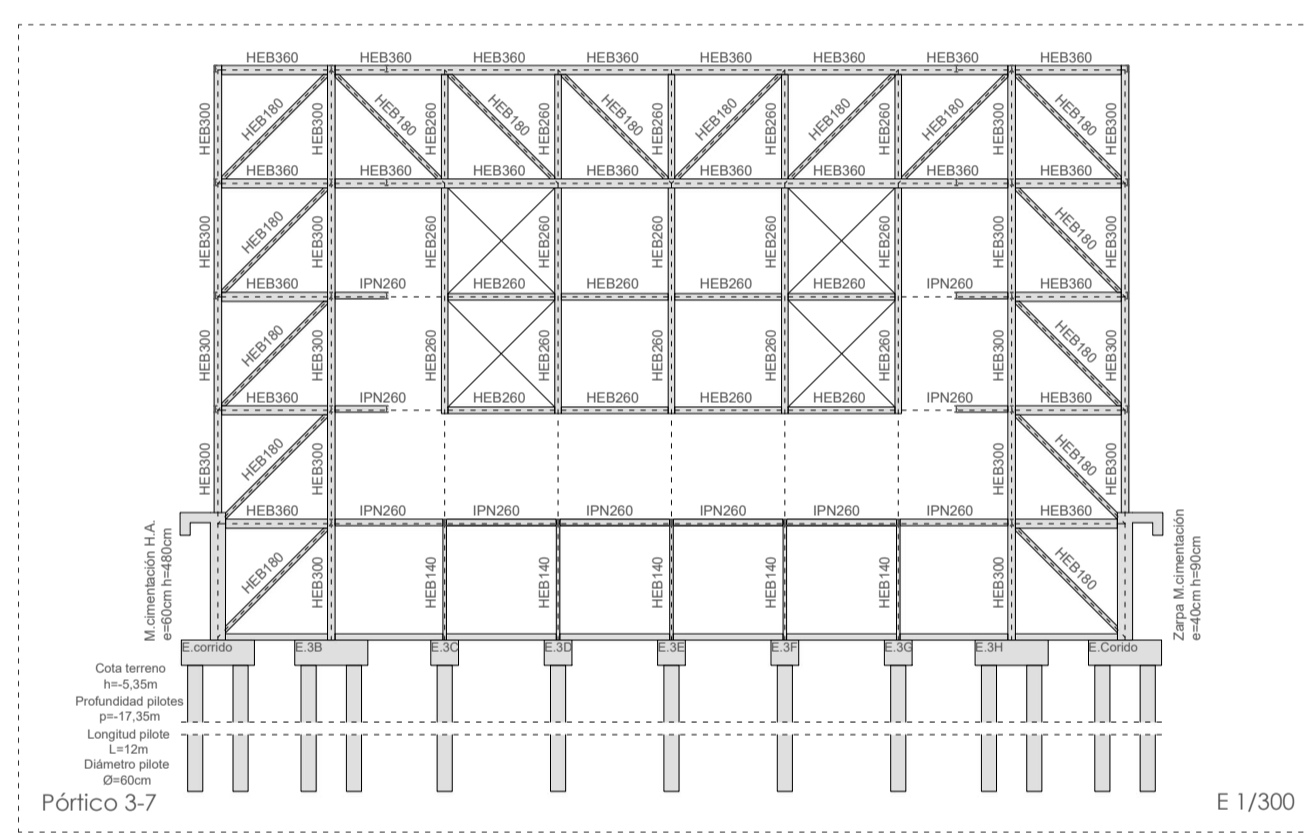 HEB360 HEB360 HEB360 HEB360 HEB360 HEB360 HEB360 HEB360
HEB300 HEB180 HEB300 HEB180 HEB260 HEB180 HEB260 HEB180 HEB260 HEB180 HEB260 HEB180 HEB260 HEB180 HEB300 HEB180 HEB300
HEB360 HEB360 HEB360 HEB360 HEB360 HEB360 HEB360 HEB360
HEB300 HEB180 HEB300 HEB260 HEB260 HEB260 HEB260 HEB260 HEB300 HEB180 HEB300
HEB360 IPN260 HEB260 HEB260 HEB260 HEB260 IPN260 HEB360
HEB300 HEB180 HEB300 HEB260 HEB260 HEB260 HEB260 HEB260 HEB300 HEB180 HEB300
HEB360 IPN260 HEB260 HEB260 HEB260 HEB260 IPN260 HEB360
HEB300 HEB180 HEB300 HEB300 HEB180 HEB300
HEB360 IPN260 IPN260 IPN260 IPN260 IPN260 IPN260 HEB360
M.cimentación H.A.
e=60cm h=480cm
HEB180 HEB300 HEB140 HEB140 HEB140 HEB140 HEB140 HEB300 HEB180
Zarpa M.cimentación
e=40cm h=90cm
E.corrido E.3B E.3C E.3D E.3E E.3F E.3G E.3H E.Corido
Cota terreno
h=-5,35m
Profundidad pilotes
p=-17,35m
Longitud pilote
L=12m
Diámetro pilote
Ø=60cm
Pórtico 3-7
E 1/300